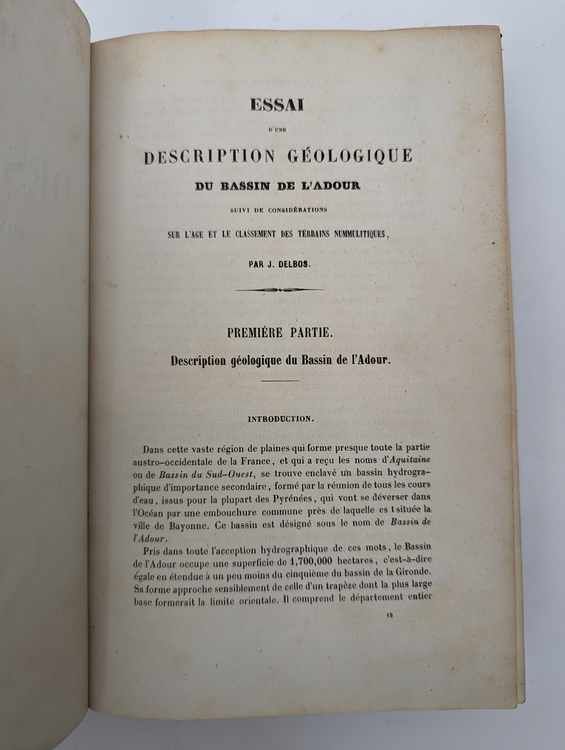 ESSAI
D'UNE
DESCRIPTION GÉOLOGIQUE
DU BASSIN DE L'ADOUR
SUIVI DE CONSIDÉRATIONS
SUR L'AGE ET LE CLASSEMENT DES TERRAINS NUMMULITIQUES,
PAR J. DELBOS.
PREMIÈRE PARTIE.
Description géologique du Bassin de l'Adour.
INTRODUCTION.
Dans cette vaste région de plaines qui forme presque toute la partie
austro-occidentale de la France, et qui a reçu les noms d'Aquitaine
ou de Bassin du Sud-Ouest, se trouve enclavé un bassin hydrogra-
phique d'importance secondaire, formé par la réunion de tous les cours
d'eau, issus pour la plupart des Pyrénées, qui vont se déverser dans
l'Océan par une embouchure commune près de laquelle es tsituée la
ville de Bayonne. Ce bassin est désigné sous le nom de Bassin de
l'Adour.
Pris dans toute l'acception hydrographique de ces mots, le Bassin
de l'Adour occupe une superficie de 1,700,000 hectares, c'est-à-dire
égale en étendue à un peu moins du cinquième du bassin de la Gironde.
Sa forme approche sensiblement de celle d'un trapèze dont la plus large
base formerait la limite orientale. Il comprend le département entier
18